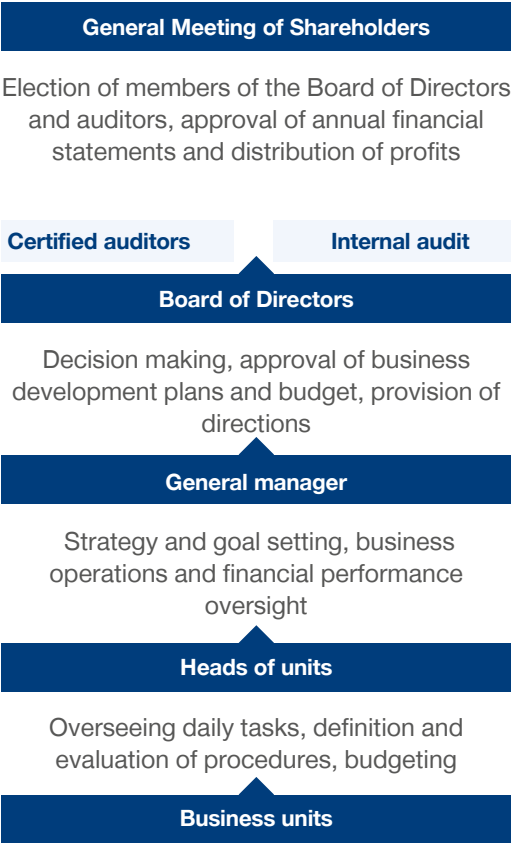 General Meeting of Shareholders
Election of members of the Board of Directors
and auditors, approval of annual financial
statements and distribution of profits
Certified auditors
Internal audit
Board of Directors
Decision making, approval of business
development plans and budget, provision of
directions
General manager
Strategy and goal setting, business
operations and financial performance
oversight
Heads of units
Overseeing daily tasks, definition and
evaluation of procedures, budgeting
Business units